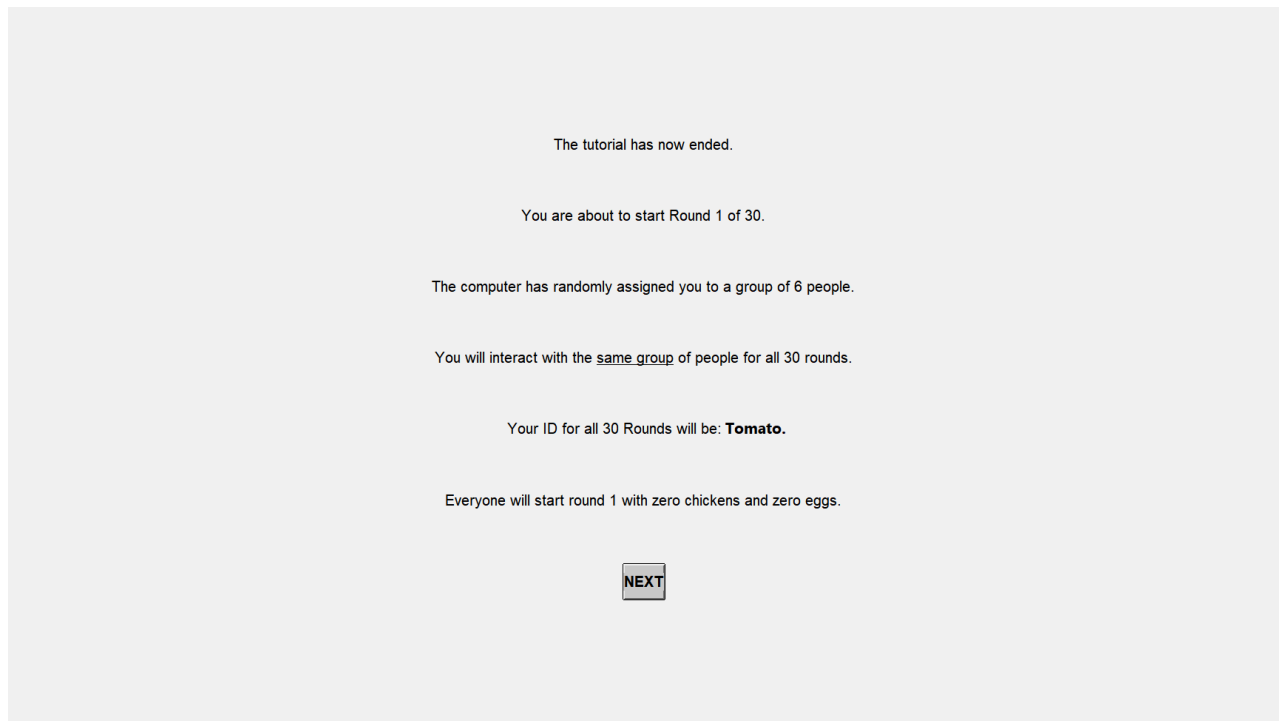 The tutorial has now ended.
You are about to start Round 1 of 30.
The computer has randomly assigned you to a group of 6 people.
You will interact with the same group of people for all 30 rounds.
Your ID for all 30 Rounds will be: Tomato.
Everyone will start round 1 with zero chickens and zero eggs.
NEXT